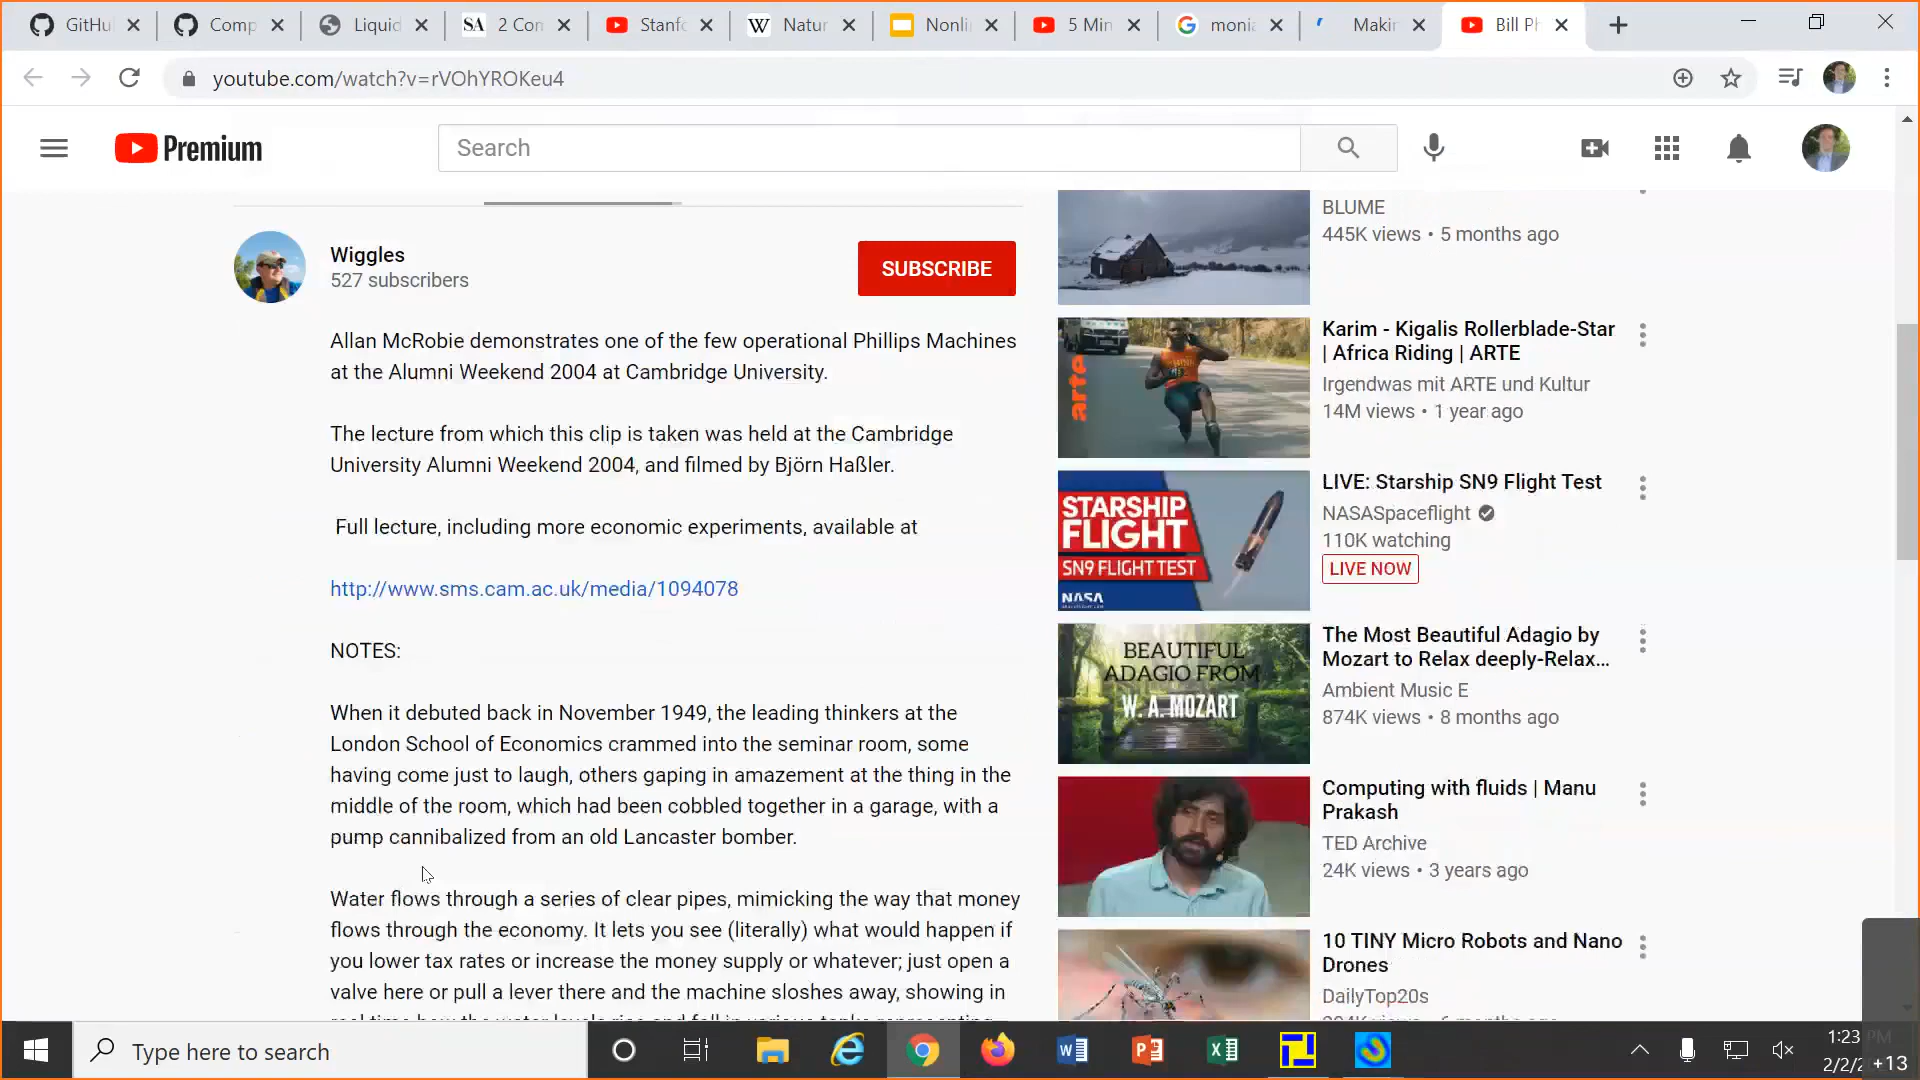 GitHu
Comp
Liquid
SA 2 Con
Stanfo
W Natur
Nonli
5 Min
monia
Makin
Bill Ph
youtube.com/watch?v=rVOhYROKeu4
Premium
Search
Wiggles
527 subscribers
SUBSCRIBE
Allan McRobie demonstrates one of the few operational Phillips Machines
at the Alumni Weekend 2004 at Cambridge University.
The lecture from which this clip is taken was held at the Cambridge
University Alumni Weekend 2004, and filmed by Björn Haßler.
Full lecture, including more economic experiments, available at
http://www.sms.cam.ac.uk/media/1094078
NOTES:
When it debuted back in November 1949, the leading thinkers at the
London School of Economics crammed into the seminar room, some
having come just to laugh, others gaping in amazement at the thing in the
middle of the room, which had been cobbled together in a garage, with a
pump cannibalized from an old Lancaster bomber.
Water flows through a series of clear pipes, mimicking the way that money
flows through the economy. It lets you see (literally) what would happen if
you lower tax rates or increase the money supply or whatever; just open a
valve here or pull a lever there and the machine sloshes away, showing in
BLUME
445K views • 5 months ago
arte
Karim - Kigalis Rollerblade-Star
| Africa Riding | ARTE
Irgendwas mit ARTE und Kultur
14M views • 1 year ago
STARSHIP
FLIGHT
SN9 FLIGHT TEST
NASA
LIVE: Starship SN9 Flight Test
NASASpaceflight
110K watching
LIVE NOW
BEAUTIFUL
ADAGIO FROM
W. A. MOZART
The Most Beautiful Adagio by
Mozart to Relax deeply-Relax...
Ambient Music E
874K views • 8 months ago
Computing with fluids | Manu
Prakash
TED Archive
24K views • 3 years ago
10 TINY Micro Robots and Nano
Drones
DailyTop20s
Type here to search
1:23 PM
2/2/2
+13